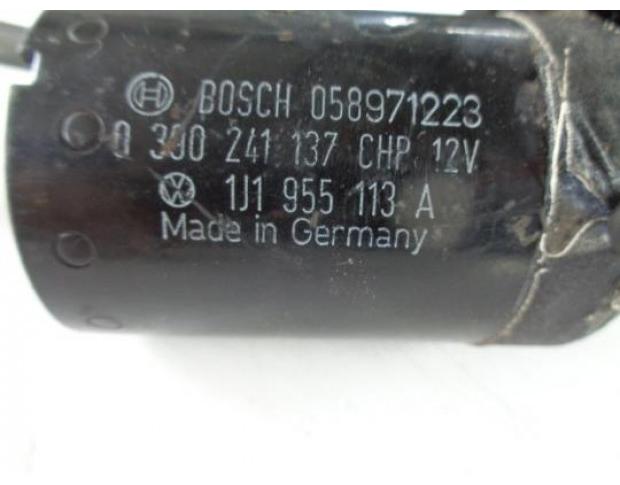 BOSCH 058971223
0 390 241 137 CHP 12V
1J1 955 113 A
Made in Germany